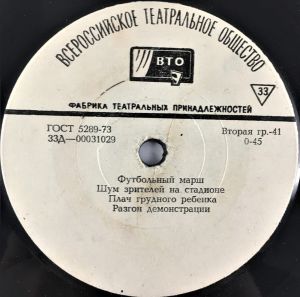 ВСЕРОССИЙСКОЕ ТЕАТРАЛЬНОЕ ОБЩЕСТВО
ВТО
33
ФАБРИКА ТЕАТРАЛЬНЫХ ПРИНАДЛЕЖНОСТЕЙ
ГОСТ 5289-73
33Д—00031029
Вторая гр.-41
0-45
Футбольный марш
Шум зрителей на стадионе
Плач грудного ребенка
Разгон демонстрации